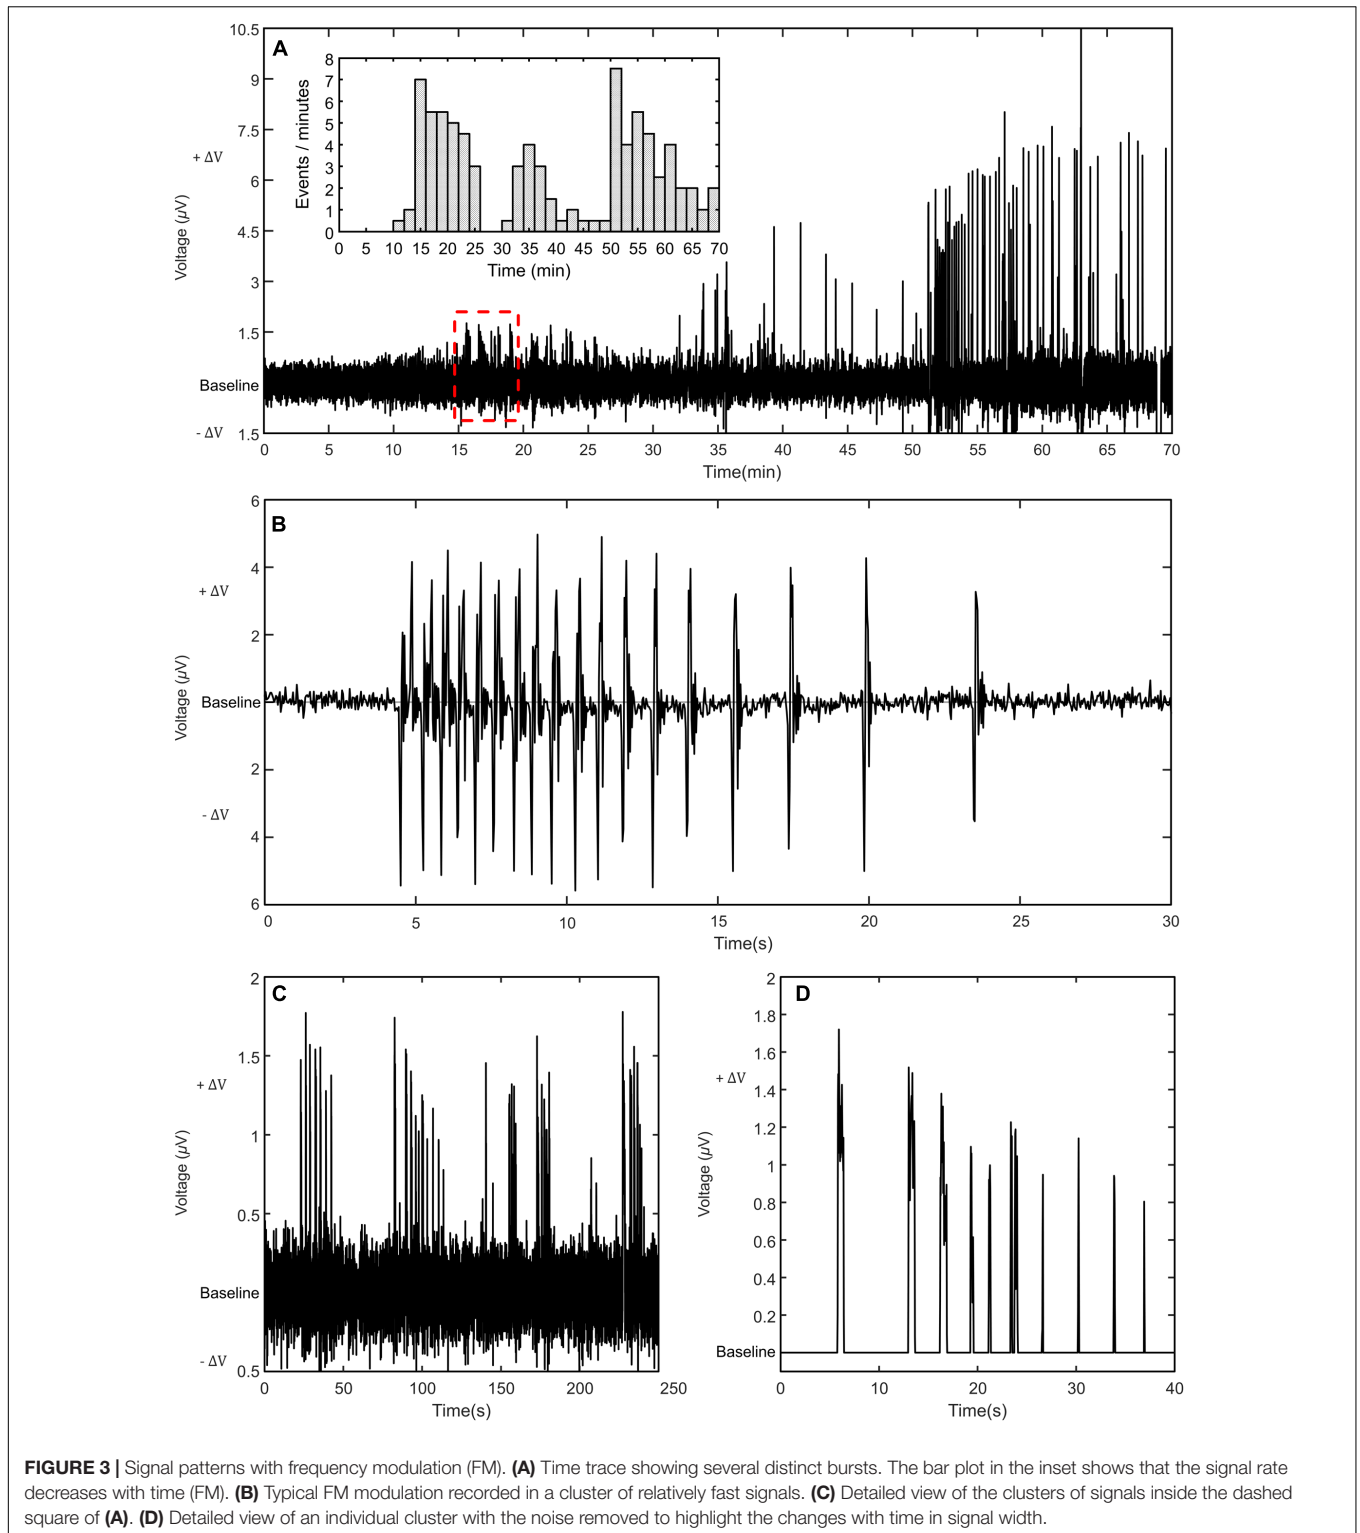 A
10.5
9
7.5
+ ΔV
6
4.5
3
1.5
Baseline
- ΔV
1.5
Voltage (µV)
0 5 10 15 20 25 30 35 40 45 50 55 60 65 70
Time(min)
8
7
6
5
4
3
2
1
0
Events / minutes
0 5 10 15 20 25 30 35 40 45 50 55 60 65 70
Time (min)
B
6
4
+ ΔV
2
Baseline
2
- ΔV
4
6
Voltage (µV)
0 5 10 15 20 25 30
Time(s)
C
2
1.5
+ ΔV
1
0.5
Baseline
- ΔV
0.5
Voltage (µV)
0 50 100 150 200 250
Time(s)
D
2
1.8
1.6
+ ΔV
1.4
1.2
1
0.8
0.6
0.4
0.2
Baseline
Voltage (µV)
0 10 20 30 40
Time(s)
FIGURE 3 | Signal patterns with frequency modulation (FM). (A) Time trace showing several distinct bursts. The bar plot in the inset shows that the signal rate
decreases with time (FM). (B) Typical FM modulation recorded in a cluster of relatively fast signals. (C) Detailed view of the clusters of signals inside the dashed
square of (A). (D) Detailed view of an individual cluster with the noise removed to highlight the changes with time in signal width.